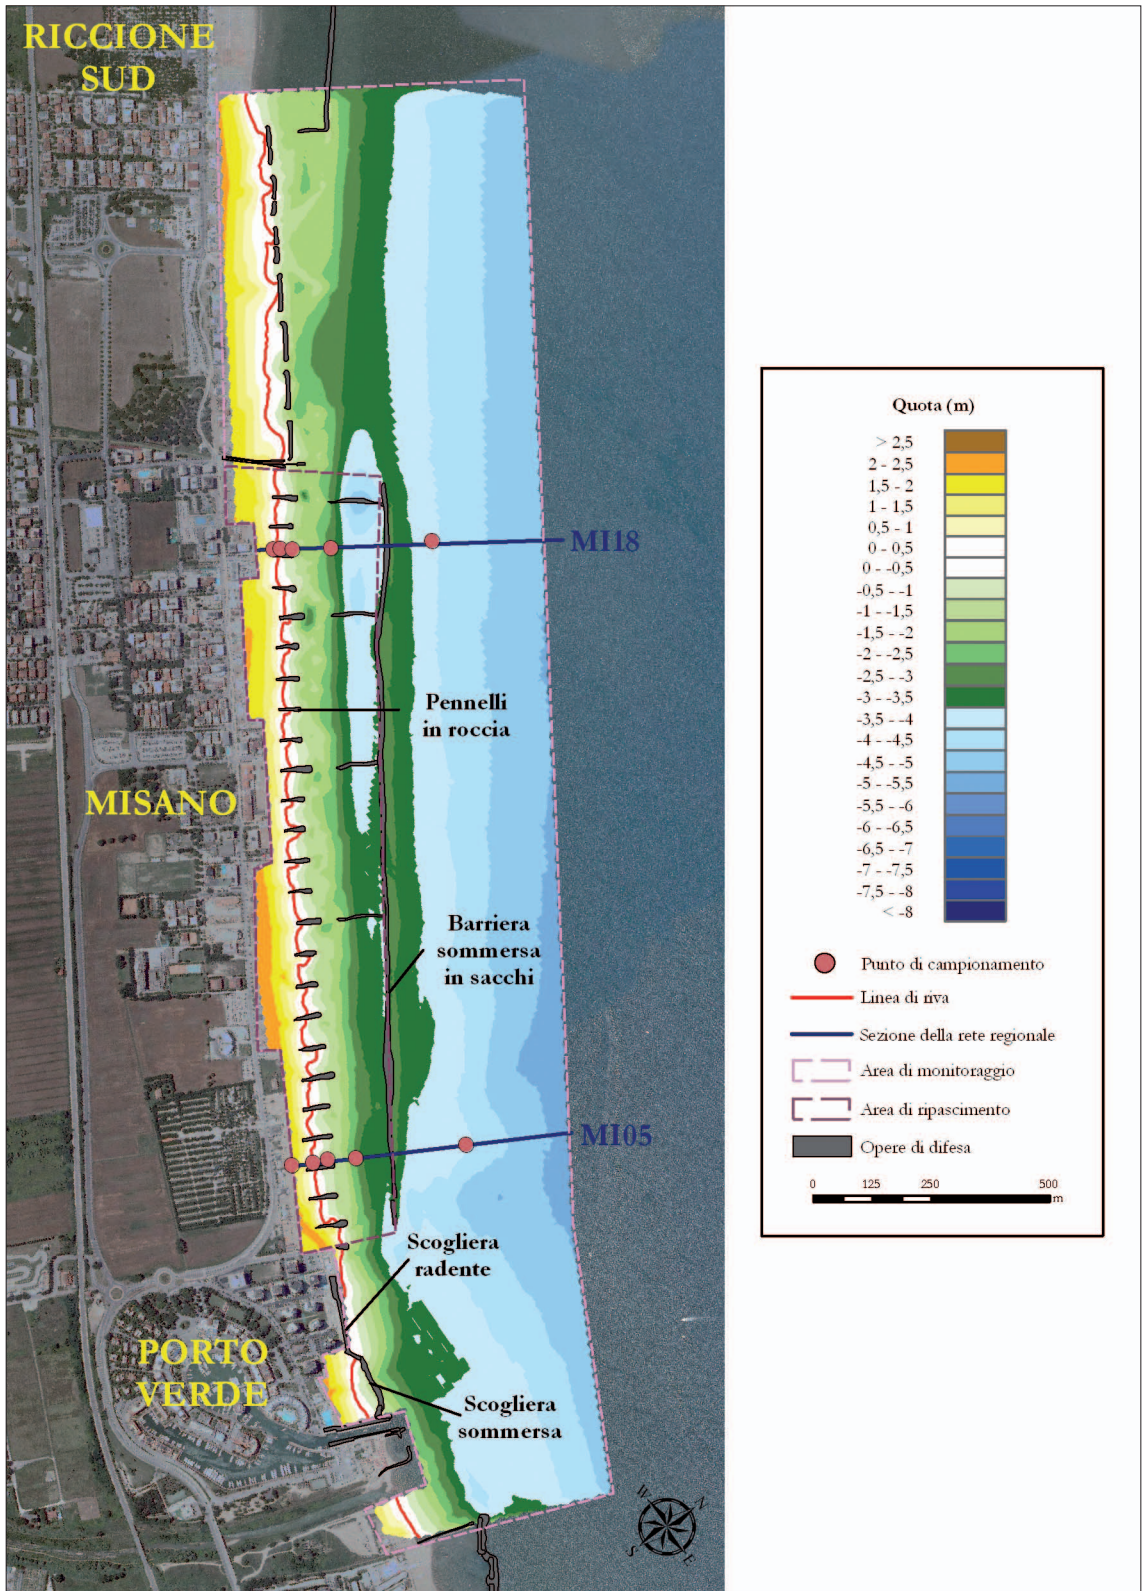 RICCIONE
SUD
MI18
Pennelli
in roccia
MISANO
Barriera
sommersa
in sacchi
MI05
Scogliera
radente
PORTO
VERDE
Scogliera
sommersa
W
N
S
E
Quota (m)
> 2,5
2 - 2,5
1,5 - 2
1 - 1,5
0,5 - 1
0 - 0,5
0 - -0,5
-0,5 - -1
-1 - -1,5
-1,5 - -2
-2 - -2,5
-2,5 - -3
-3 - -3,5
-3,5 - -4
-4 - -4,5
-4,5 - -5
-5 - -5,5
-5,5 - -6
-6 - -6,5
-6,5 - -7
-7 - -7,5
-7,5 - -8
< -8
Punto di campionamento
Linea di riva
Sezione della rete regionale
Area di monitoraggio
Area di ripascimento
Opere di difesa
0 125 250 500
m